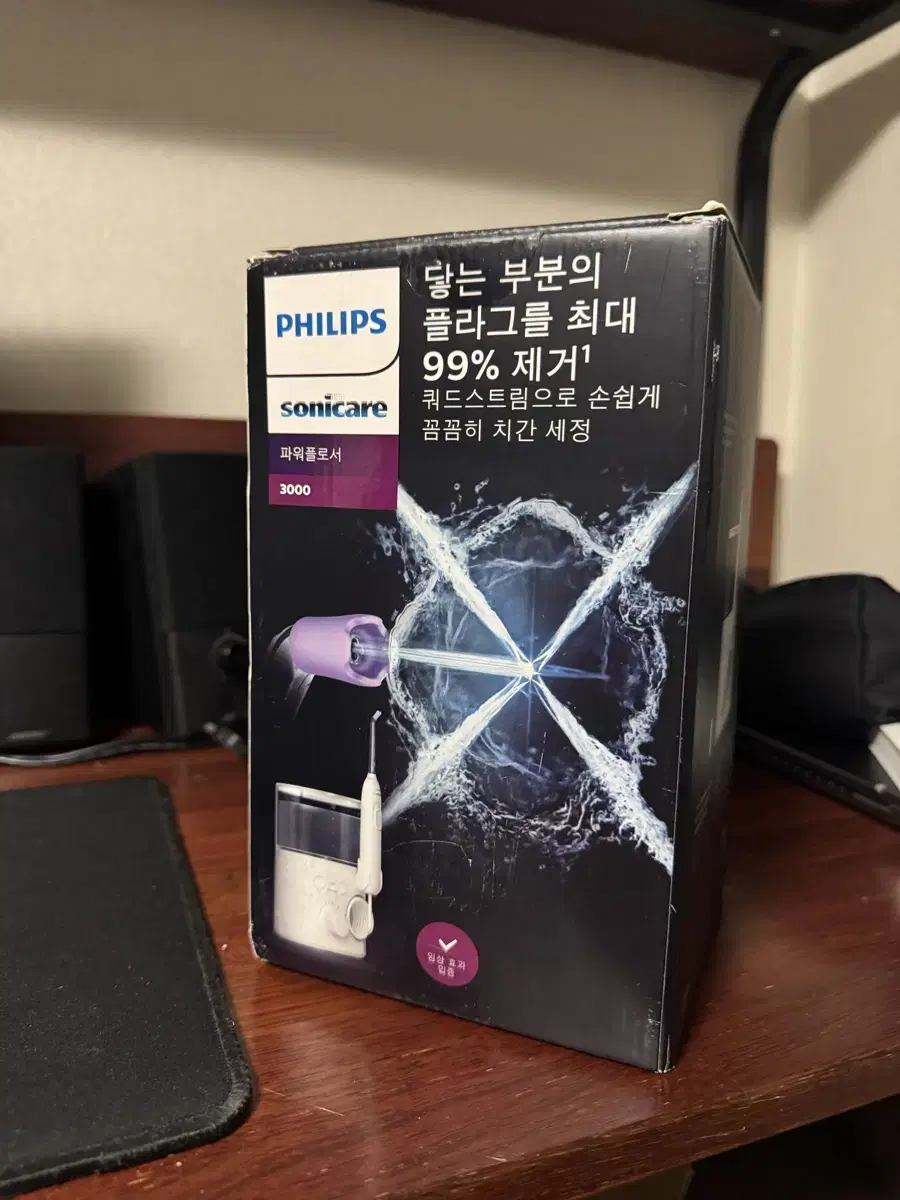 PHILIPS
sonicare
파워플로서
3000
닿는 부분의
플라그를 최대
99% 제거¹
쿼드스트림으로 손쉽게
꼼꼼히 치간 세정
임상 효과
입증